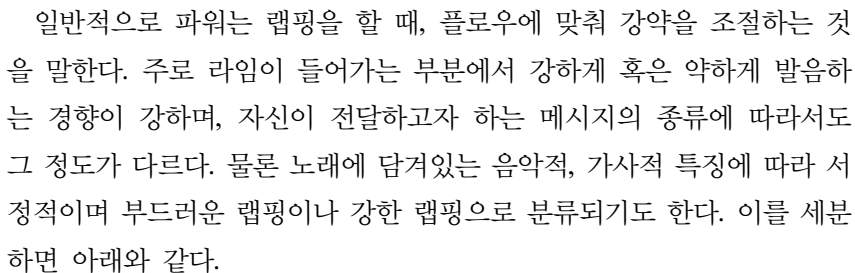 일반적으로 파워는 랩핑을 할 때, 플로우에 맞춰 강약을 조절하는 것
을 말한다. 주로 라임이 들어가는 부분에서 강하게 혹은 약하게 발음하
는 경향이 강하며, 자신이 전달하고자 하는 메시지의 종류에 따라서도
그 정도가 다르다. 물론 노래에 담겨있는 음악적, 가사적 특징에 따라 서
정적이며 부드러운 랩핑이나 강한 랩핑으로 분류되기도 한다. 이를 세분
하면 아래와 같다.